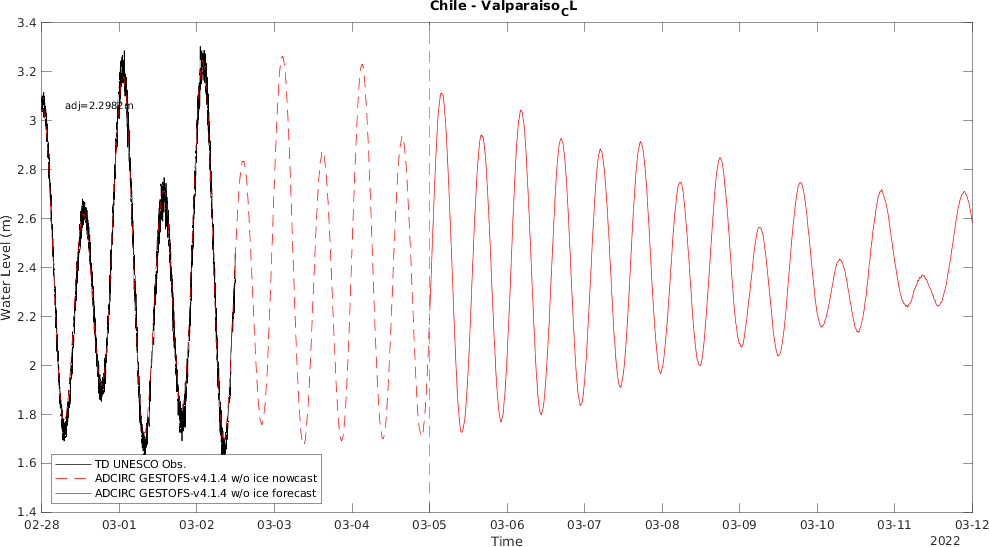 Chile - Valparaiso_CL
3.4
3.2
3
2.8
2.6
2.4
2.2
2
1.8
1.6
1.4
Water Level (m)
adj=2.2982m
TD UNESCO Obs.
ADCIRC GESTOFS-v4.1.4 w/o ice nowcast
ADCIRC GESTOFS-v4.1.4 w/o ice forecast
02-28 03-01 03-02 03-03 03-04 03-05 03-06 03-07 03-08 03-09 03-10 03-11 03-12
Time
2022